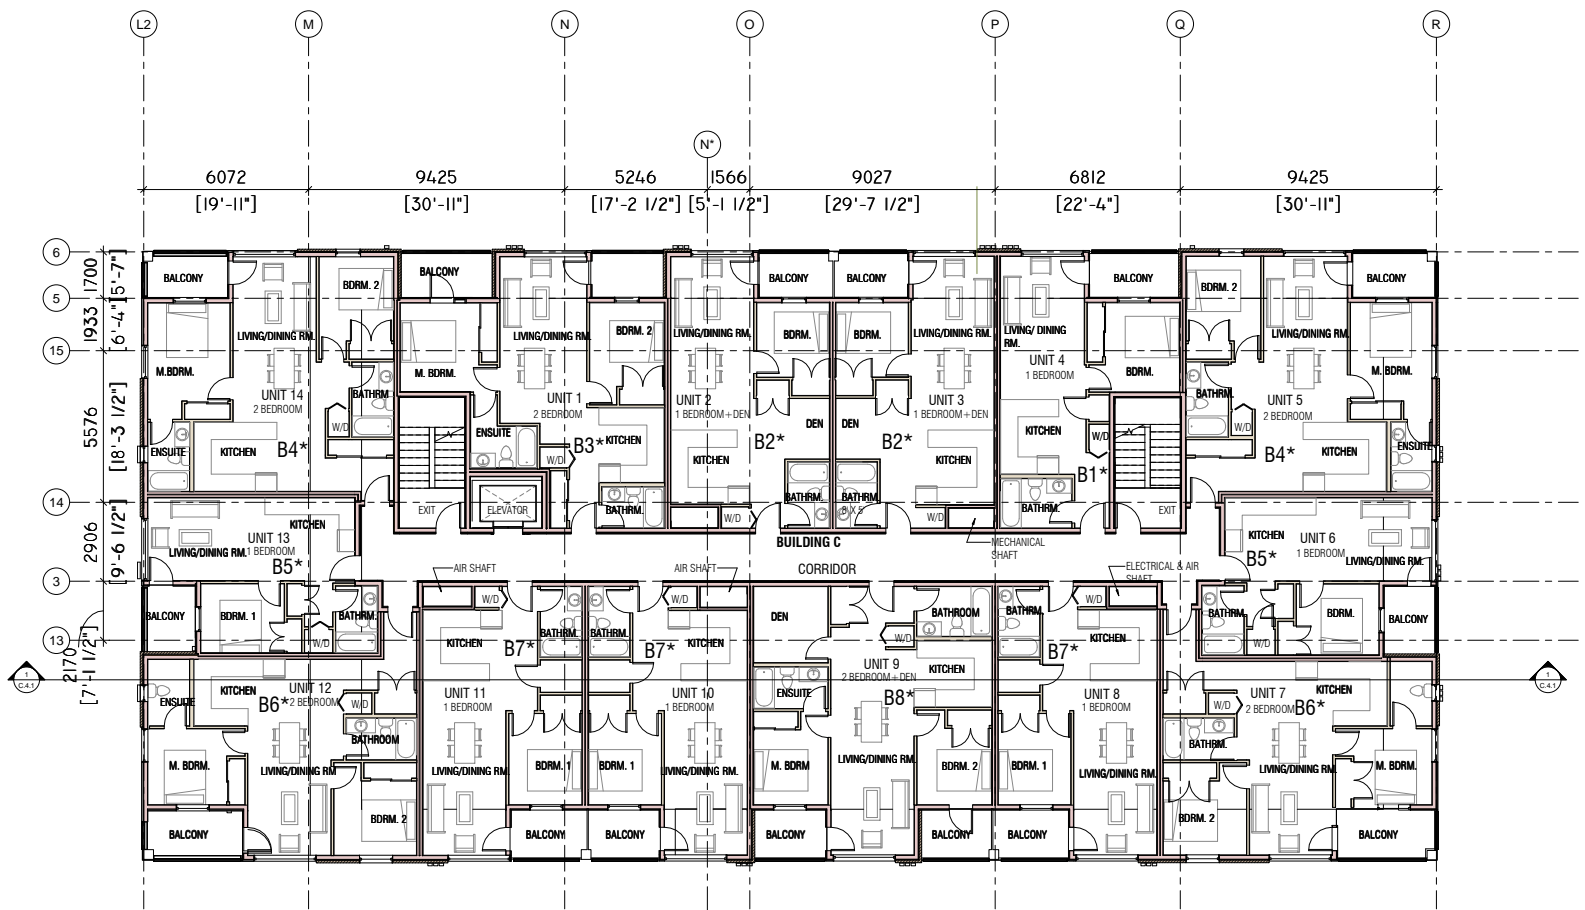 L2 M N O P Q R
N*
6072 9425 5246 1566 9027 6812 9425
[19'-11"] [30'-11"] [17'-2 1/2"] [5'-1 1/2"] [29'-7 1/2"] [22'-4"] [30'-11"]
6
5
15
14
3
13
1700
[5'-7"]
1933
[6'-4"]
5576
[18'-3 1/2"]
2906
[9'-6 1/2"]
2170
[7'-1 1/2"]
BALCONY
BDRM. 2
LIVING/DINING RM.
M.BDRM.
UNIT 14
2 BEDROOM
BATHRM.
W/D
ENSUITE
KITCHEN
B4*
BALCONY
LIVING/DINING RM.
BDRM. 2
M. BDRM.
UNIT 1
2 BEDROOM
ENSUITE
B3*
KITCHEN
W/D
BATHRM.
EXIT
ELEVATOR
LIVING/DINING RM.
BALCONY
BDRM.
UNIT 2
1 BEDROOM+DEN
DEN
B2*
KITCHEN
BATHRM.
W/D
BALCONY
BDRM.
LIVING/DINING RM.
UNIT 3
1 BEDROOM+DEN
DEN
B2*
KITCHEN
BATHRM.
8 X 5
W/D
BALCONY
LIVING/ DINING
RM.
UNIT 4
1 BEDROOM
BDRM.
KITCHEN
W/D
B1*
BATHRM.
EXIT
BALCONY
BDRM. 2
LIVING/DINING RM.
M. BDRM.
UNIT 5
2 BEDROOM
BATHRM.
W/D
B4*
KITCHEN
ENSUITE
KITCHEN
UNIT 13
LIVING/DINING RM.
1 BEDROOM
B5*
BALCONY
BDRM. 1
BATHRM.
W/D
BUILDING C
CORRIDOR
MECHANICAL
SHAFT
AIR SHAFT
AIR SHAFT
ELECTRICAL & AIR
SHAFT
KITCHEN
UNIT 6
1 BEDROOM
B5*
LIVING/DINING RM.
BATHRM.
W/D
BDRM.
BALCONY
KITCHEN
UNIT 12
2 BEDROOM
B6*
ENSUITE
W/D
BATHROOM
M. BDRM.
LIVING/DINING RM
BDRM. 2
BALCONY
W/D
KITCHEN
B7*
BATHRM.
UNIT 11
1 BEDROOM
LIVING/DINING RM.
BDRM. 1
BALCONY
W/D
BATHRM.
B7*
KITCHEN
UNIT 10
1 BEDROOM
BDRM. 1
LIVING/DINING RM.
BALCONY
DEN
BATHROOM
W/D
UNIT 9
2 BEDROOM+DEN
KITCHEN
ENSUITE
B8*
M. BDRM
LIVING/DINING RM.
BDRM. 2
BALCONY
BALCONY
W/D
BATHRM.
B7*
KITCHEN
UNIT 8
1 BEDROOM
BDRM. 1
LIVING/DINING RM.
BALCONY
UNIT 7
2 BEDROOM
B6*
KITCHEN
W/D
BATHRM.
LIVING/DINING RM.
M. BDRM.
BDRM. 2
BALCONY
1
C.4.1
1
C.4.1